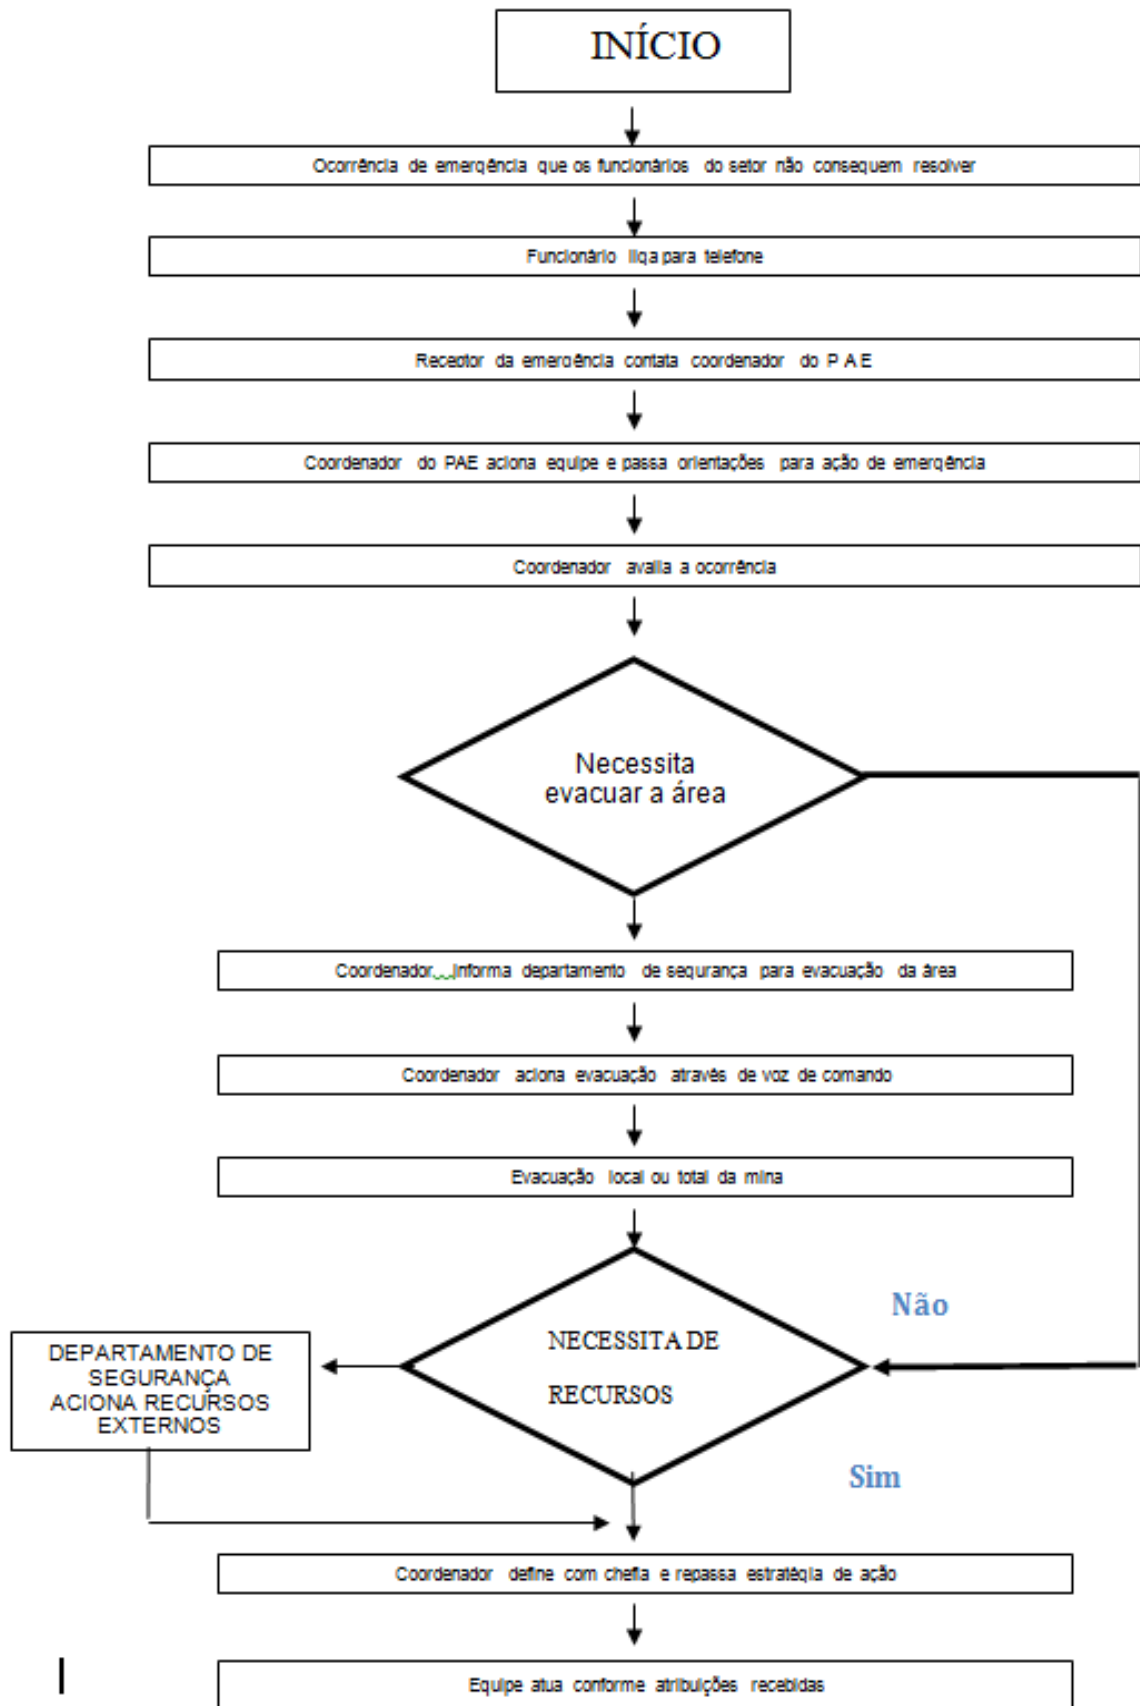 INÍCIO
Ocorrência de emergência que os funcionários do setor não conseguem resolver
Funcionário liga para telefone
Receptor da emergência contata coordenador do P A E
Coordenador do PAE aciona equipe e passa orientações para ação de emergência
Coordenador avalia a ocorrência
Necessita
evacuar a área
Coordenador informa departamento de segurança para evacuação da área
Coordenador aciona evacuação através de voz de comando
Evacuação local ou total da mina
Não
NECESSITA DE
RECURSOS
DEPARTAMENTO DE
SEGURANÇA
ACIONA RECURSOS
EXTERNOS
Sim
Coordenador define com chefia e repassa estratégia de ação
Equipe atua conforme atribuições recebidas